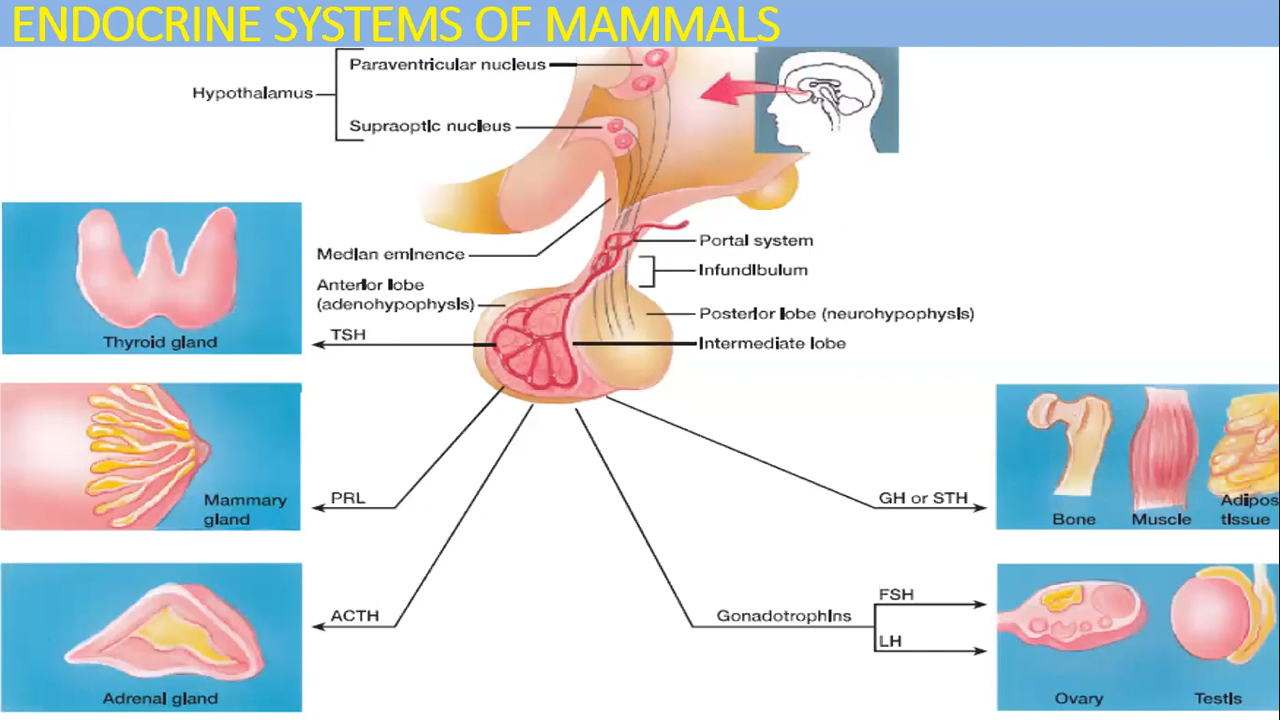 ENDOCRINE SYSTEMS OF MAMMALS
Paraventricular nucleus
Hypothalamus
Supraoptic nucleus
Median eminence
Portal system
Infundibulum
Anterior lobe
(adenohypophysis)
Posterior lobe (neurohypophysis)
TSH
Intermediate lobe
Thyroid gland
Mammary
gland
PRL
GH or STH
Bone
Muscle
Adipos
tissue
ACTH
Gonadotrophins
FSH
LH
Adrenal gland
Ovary
Testis